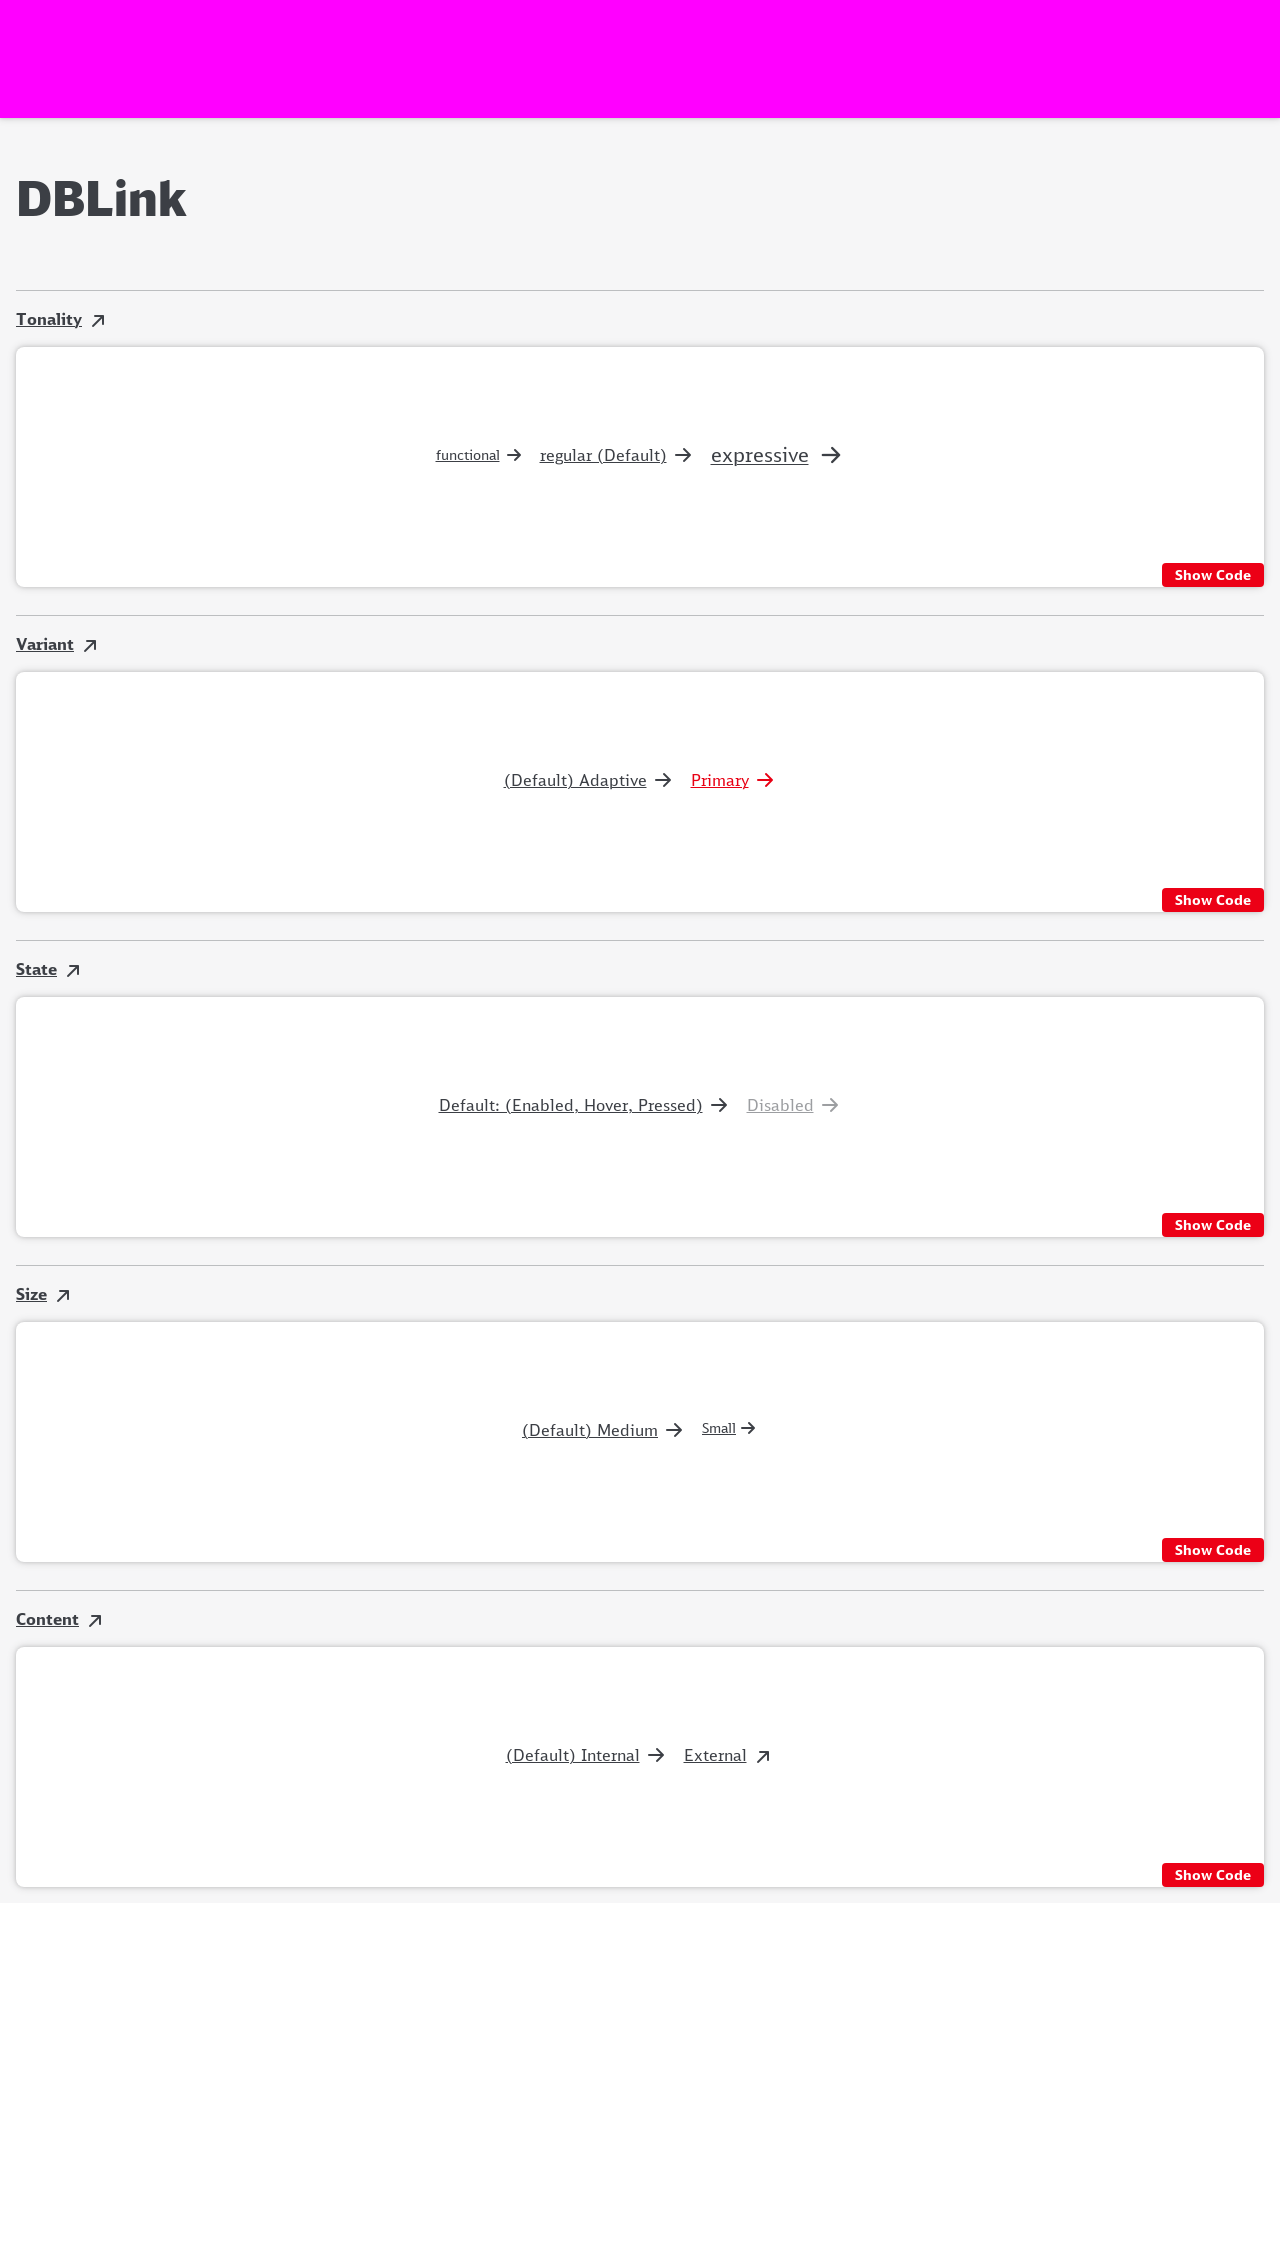 DBLink
Tonality
functional regular (Default) expressive
Show Code
Variant
(Default) Adaptive Primary
Show Code
State
Default: (Enabled, Hover, Pressed) Disabled
Show Code
Size
(Default) Medium Small
Show Code
Content
(Default) Internal External
Show Code